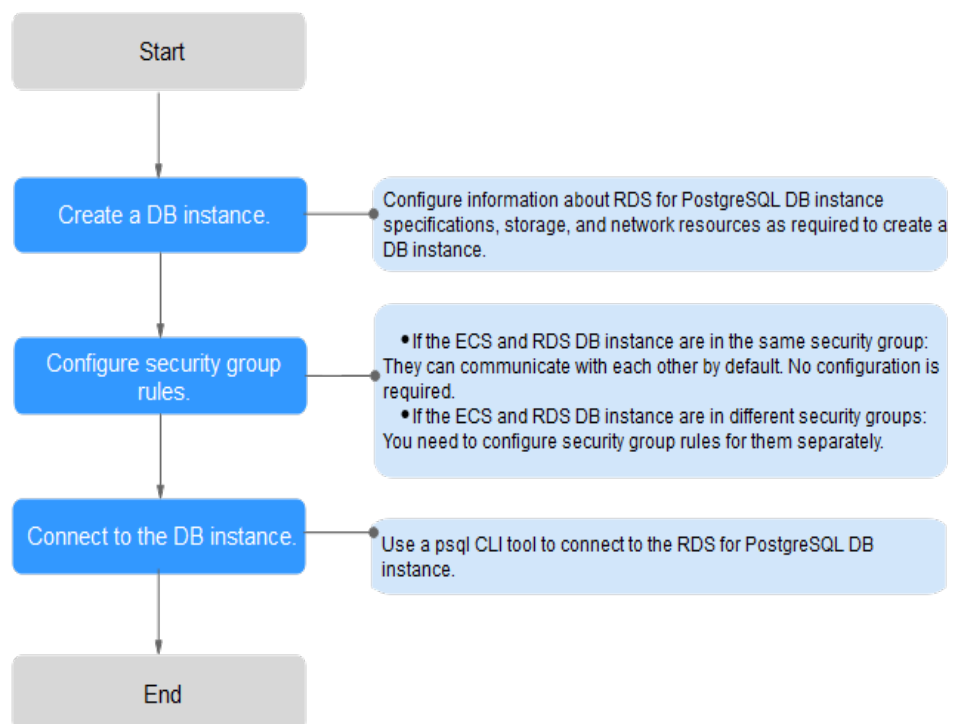 Start
Create a DB instance.
Configure information about RDS for PostgreSQL DB instance
specifications, storage, and network resources as required to create a
DB instance.
Configure security group
rules.
●If the ECS and RDS DB instance are in the same security group:
They can communicate with each other by default. No configuration is
required.
●If the ECS and RDS DB instance are in different security groups:
You need to configure security group rules for them separately.
Connect to the DB instance.
Use a psql CLI tool to connect to the RDS for PostgreSQL DB
instance.
End